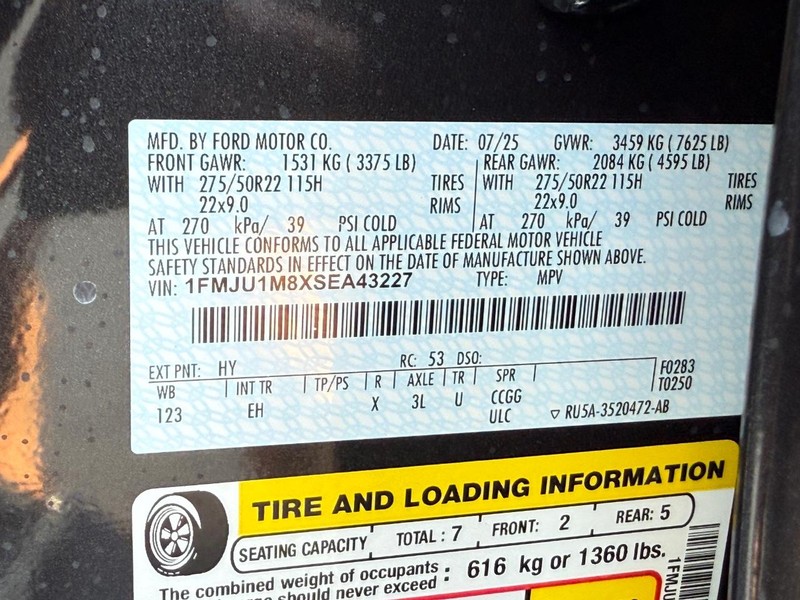 MFD. BY FORD MOTOR CO. DATE: 07/25 GVWR: 3459 KG ( 7625 LB)
FRONT GAWR: 1531 KG ( 3375 LB) REAR GAWR: 2084 KG ( 4595 LB)
WITH 275/50R22 115H TIRES WITH 275/50R22 115H TIRES
22x9.0 RIMS 22x9.0 RIMS
AT 270 kPa/ 39 PSI COLD AT 270 kPa/ 39 PSI COLD
THIS VEHICLE CONFORMS TO ALL APPLICABLE FEDERAL MOTOR VEHICLE
SAFETY STANDARDS IN EFFECT ON THE DATE OF MANUFACTURE SHOWN ABOVE.
VIN: 1FMJU1M8XSEA43227 TYPE: MPV
EXT PNT: HY RC: 53 DSO:
WB INT TR TP/PS R AXLE TR SPR F0283
123 EH X 3L U CCGG T0250
ULC RU5A-3520472-AB
TIRE AND LOADING INFORMATION
SEATING CAPACITY TOTAL : 7 FRONT: 2 REAR: 5
The combined weight of occupants
should never exceed : 616 kg or 1360 lbs.
1FMJU